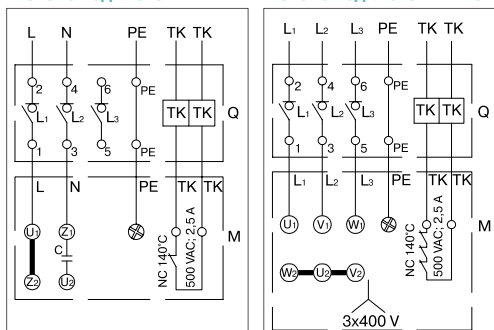 L N PE TK TK
2 4 6 PE
L1 L2 L3 TK TK Q
1 3 5 PE
L N PE TK TK
U1 Z1 M
C
Z2 U2
NC 140°C
500 VAC; 2,5 A
L1 L2 L3 PE TK TK
2 4 6 PE
L1 L2 L3 TK TK Q
1 3 5 PE
L1 L2 L3 PE TK TK
U1 V1 W1 M
W2 U2 V2
NC 140°C
500 VAC; 2,5 A
3x400 V